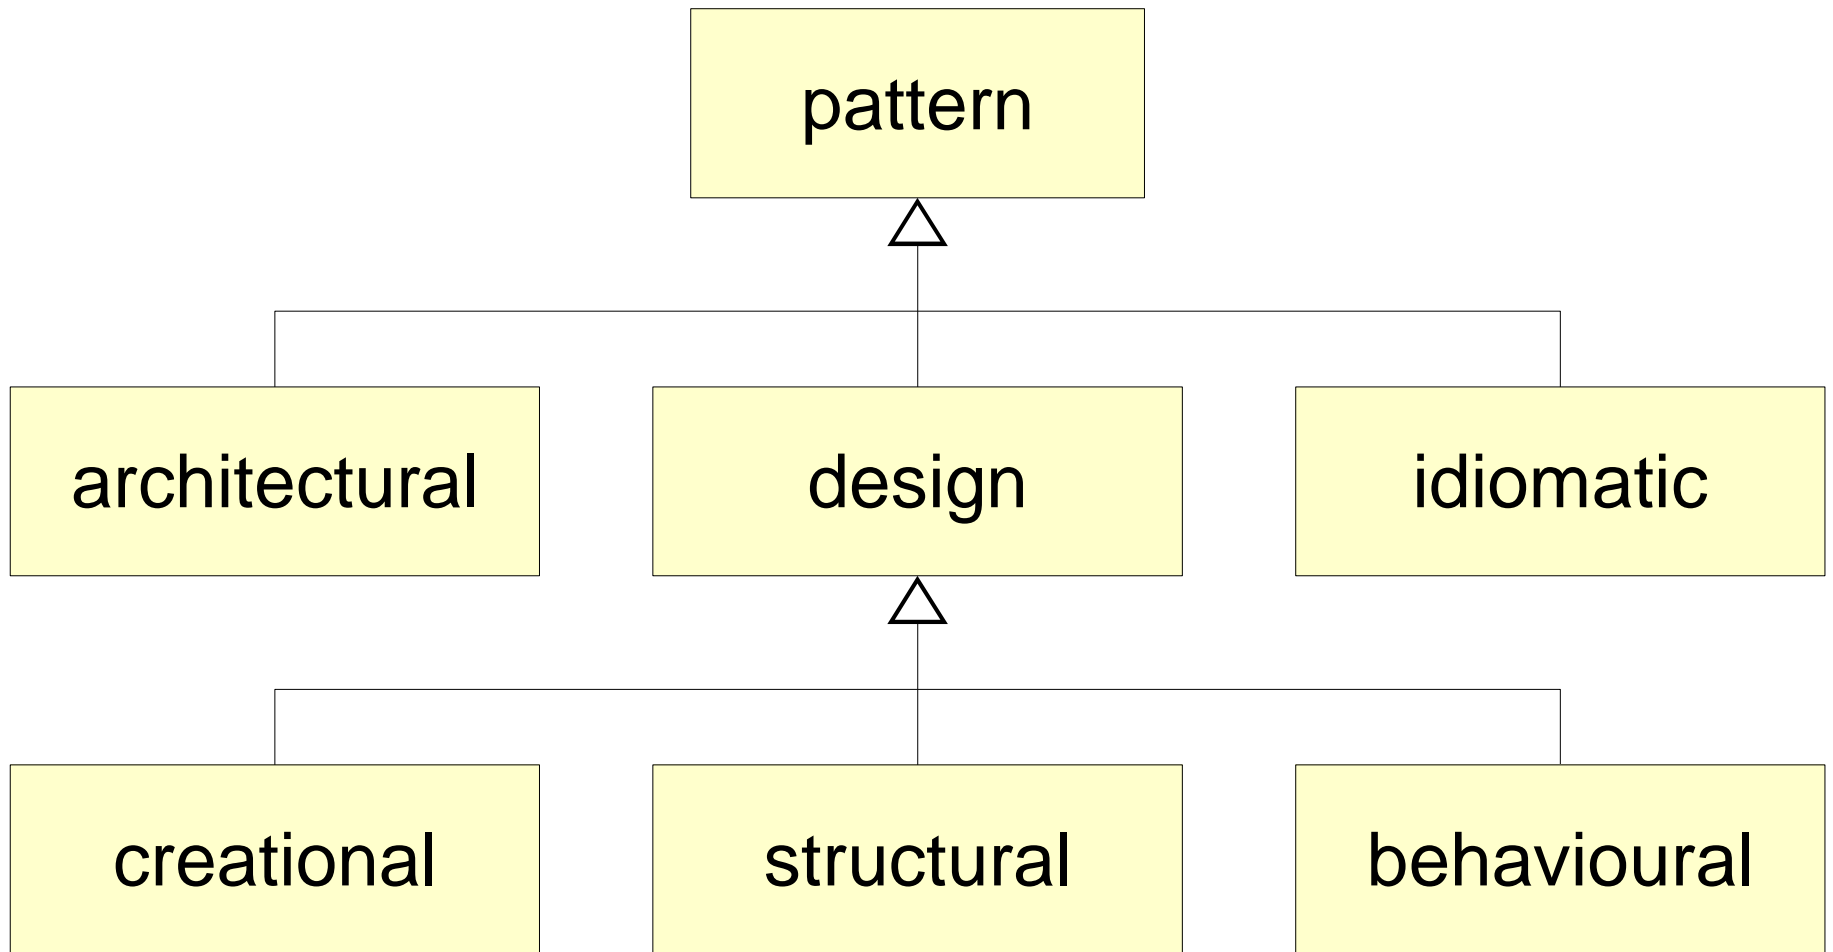 pattern
architectural
design
idiomatic
creational
structural
behavioural